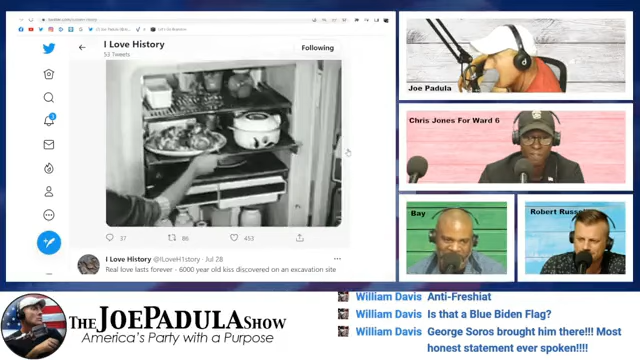 I Love History
53 Tweets
Following
37
86
453
I Love History @ILoveH1story · Jul 28
Real love lasts forever - 6000 year old kiss discovered on an excavation site
Joe Padula
Chris Jones For Ward 6
Bay
Robert Russe
THE JOEPADULA SHOW
America's Party with a Purpose
William Davis Anti-Freshiat
William Davis Is that a Blue Biden Flag?
William Davis George Soros brought him there!!! Most
honest statement ever spoken!!!!